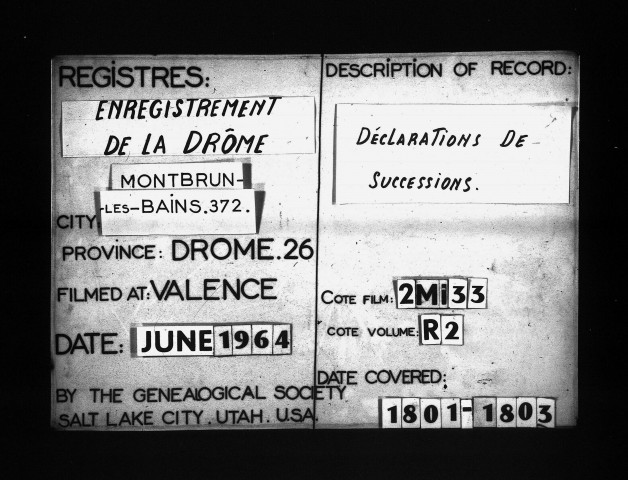 REGiSTRES:
ENREGISTREMENT
DE LA DRÔME
MONTBRUN-
CITY -LES-BAINS.372.
PROVINCE: DROME.26
FILMED AT: VALENCE
DATE: JUNE 1964
BY THE GENEALOGICAL SOCIETY
SALT LAKE CITY. UTAH. U.S.A.
DESCRIPTION OF RECORD:
DÉCLARATIONS DE
SUCCESSIONS.
COTE FILM: 2Mi33
COTE VOLUME: R2
DATE COVERED:
1801-1803